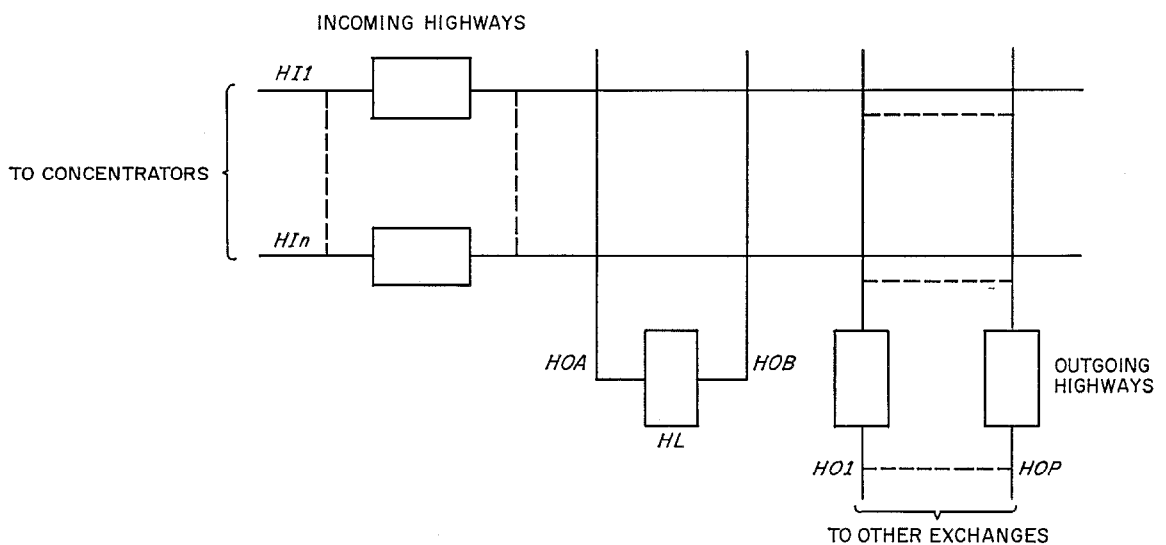 INCOMING HIGHWAYS
HI1
TO CONCENTRATORS
HIn
HOA
HOB
OUTGOING
HIGHWAYS
HL
HO1
HOP
TO OTHER EXCHANGES